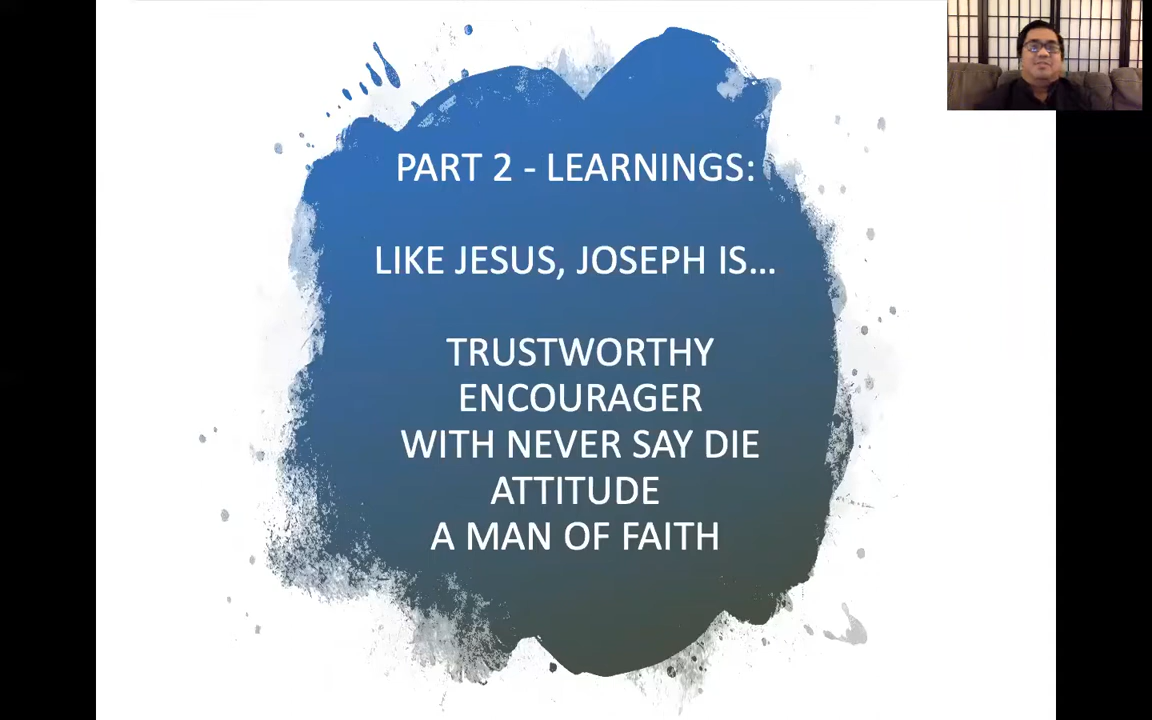 PART 2 - LEARNINGS:
LIKE JESUS, JOSEPH IS...
TRUSTWORTHY
ENCOURAGER
WITH NEVER SAY DIE
ATTITUDE
A MAN OF FAITH